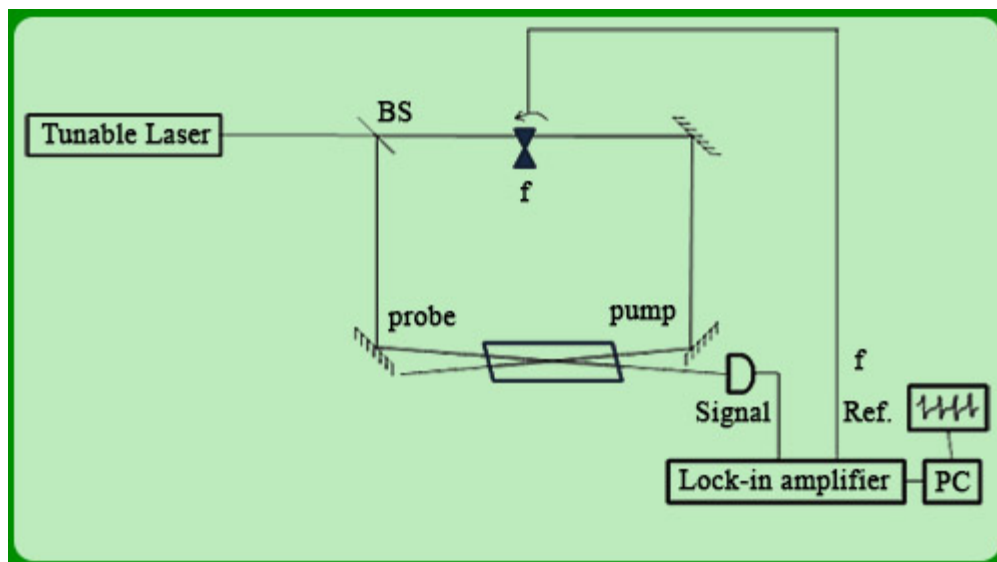 BS
Tunable Laser
f
probe
pump
f
Signal
Ref.
Lock-in amplifier
PC